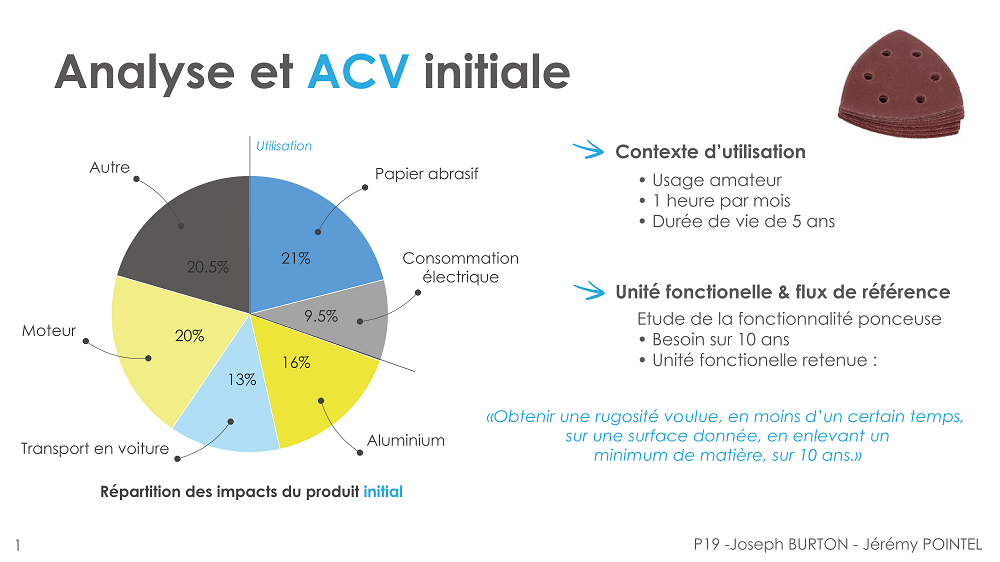 Analyse et ACV initiale
Utilisation
Autre
Papier abrasif
20.5%
21%
Consommation
électrique
9.5%
Moteur
20%
16%
13%
Aluminium
Transport en voiture
Répartition des impacts du produit initial
Contexte d’utilisation
• Usage amateur
• 1 heure par mois
• Durée de vie de 5 ans
Unité fonctionelle & flux de référence
Etude de la fonctionnalité ponceuse
• Besoin sur 10 ans
• Unité fonctionelle retenue :
«Obtenir une rugosité voulue, en moins d’un certain temps,
sur une surface donnée, en enlevant un
minimum de matière, sur 10 ans.»
1
P19 -Joseph BURTON - Jérémy POINTEL